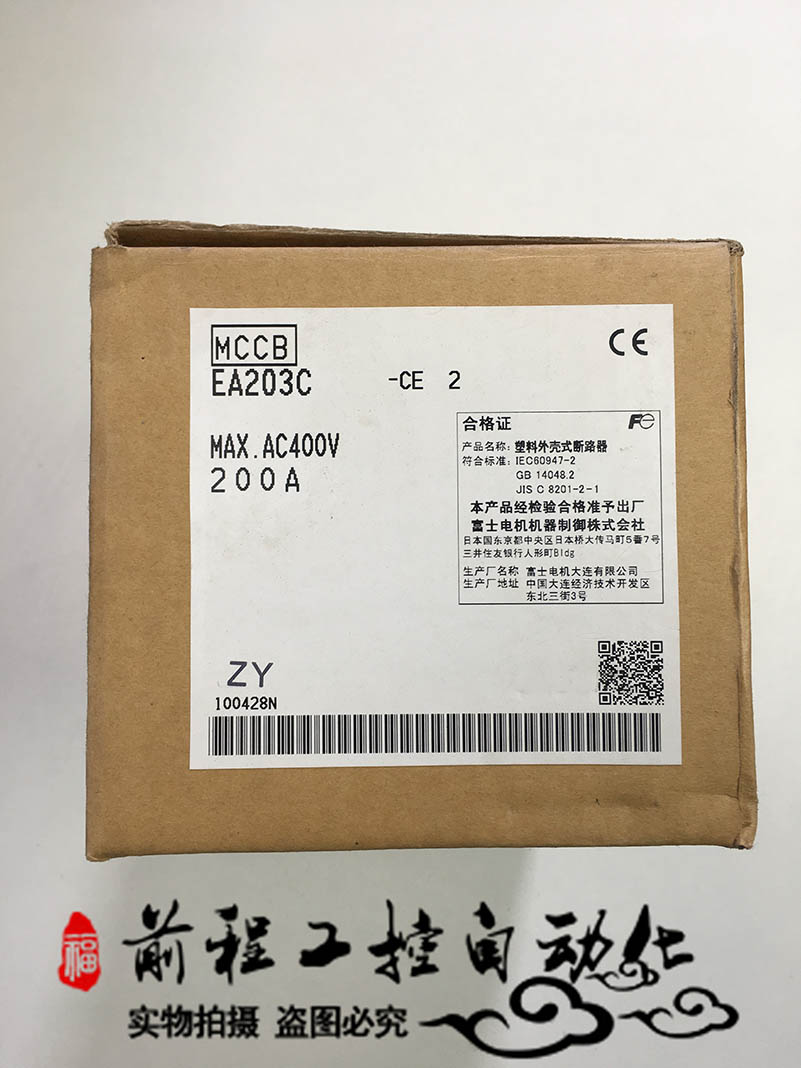 MCCB
CE
EA203C -CE 2
MAX.AC400V
200A
合格证 Fe
产品名称: 塑料外壳式断路器
符合标准: IEC60947-2
GB 14048.2
JIS C 8201-2-1
本产品经检验合格准予出厂
富士电机机器制御株式会社
日本国东京都中央区日本桥大传马町5番7号
三井住友银行人形町Bldg
生产厂名称 富士电机大连有限公司
生产厂地址 中国大连经济技术开发区
东北三街3号
ZY
100428N
福 前程工控自动化
实物拍摄 盗图必究